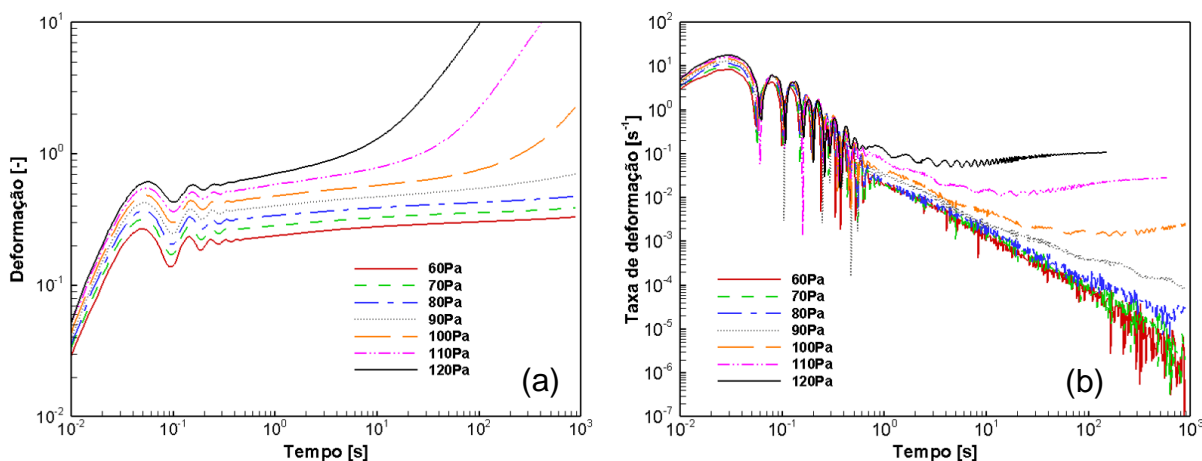 Deformação [-]
10^1
10^0
10^-1
10^-2
60Pa
70Pa
80Pa
90Pa
100Pa
110Pa
120Pa
(a)
10^-2 10^-1 10^0 10^1 10^2 10^3
Tempo [s]
Taxa de deformação [s^-1]
10^2
10^1
10^0
10^-1
10^-2
10^-3
10^-4
10^-5
10^-6
10^-7
60Pa
70Pa
80Pa
90Pa
100Pa
110Pa
120Pa
(b)
10^-2 10^-1 10^0 10^1 10^2 10^3
Tempo [s]